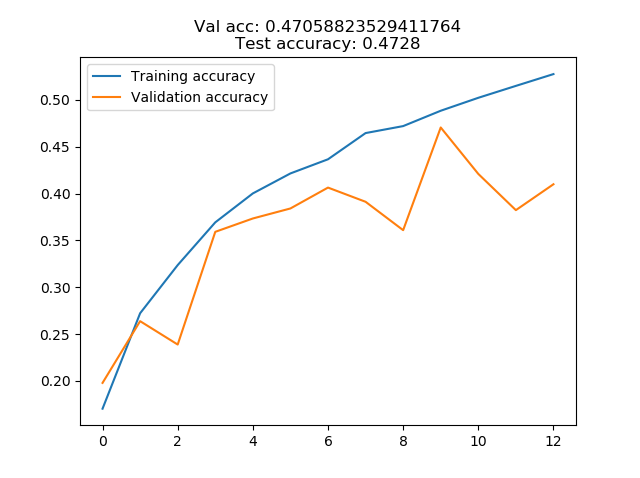 Val acc: 0.47058823529411764
Test accuracy: 0.4728
Training accuracy
Validation accuracy
0.50
0.45
0.40
0.35
0.30
0.25
0.20
0 2 4 6 8 10 12